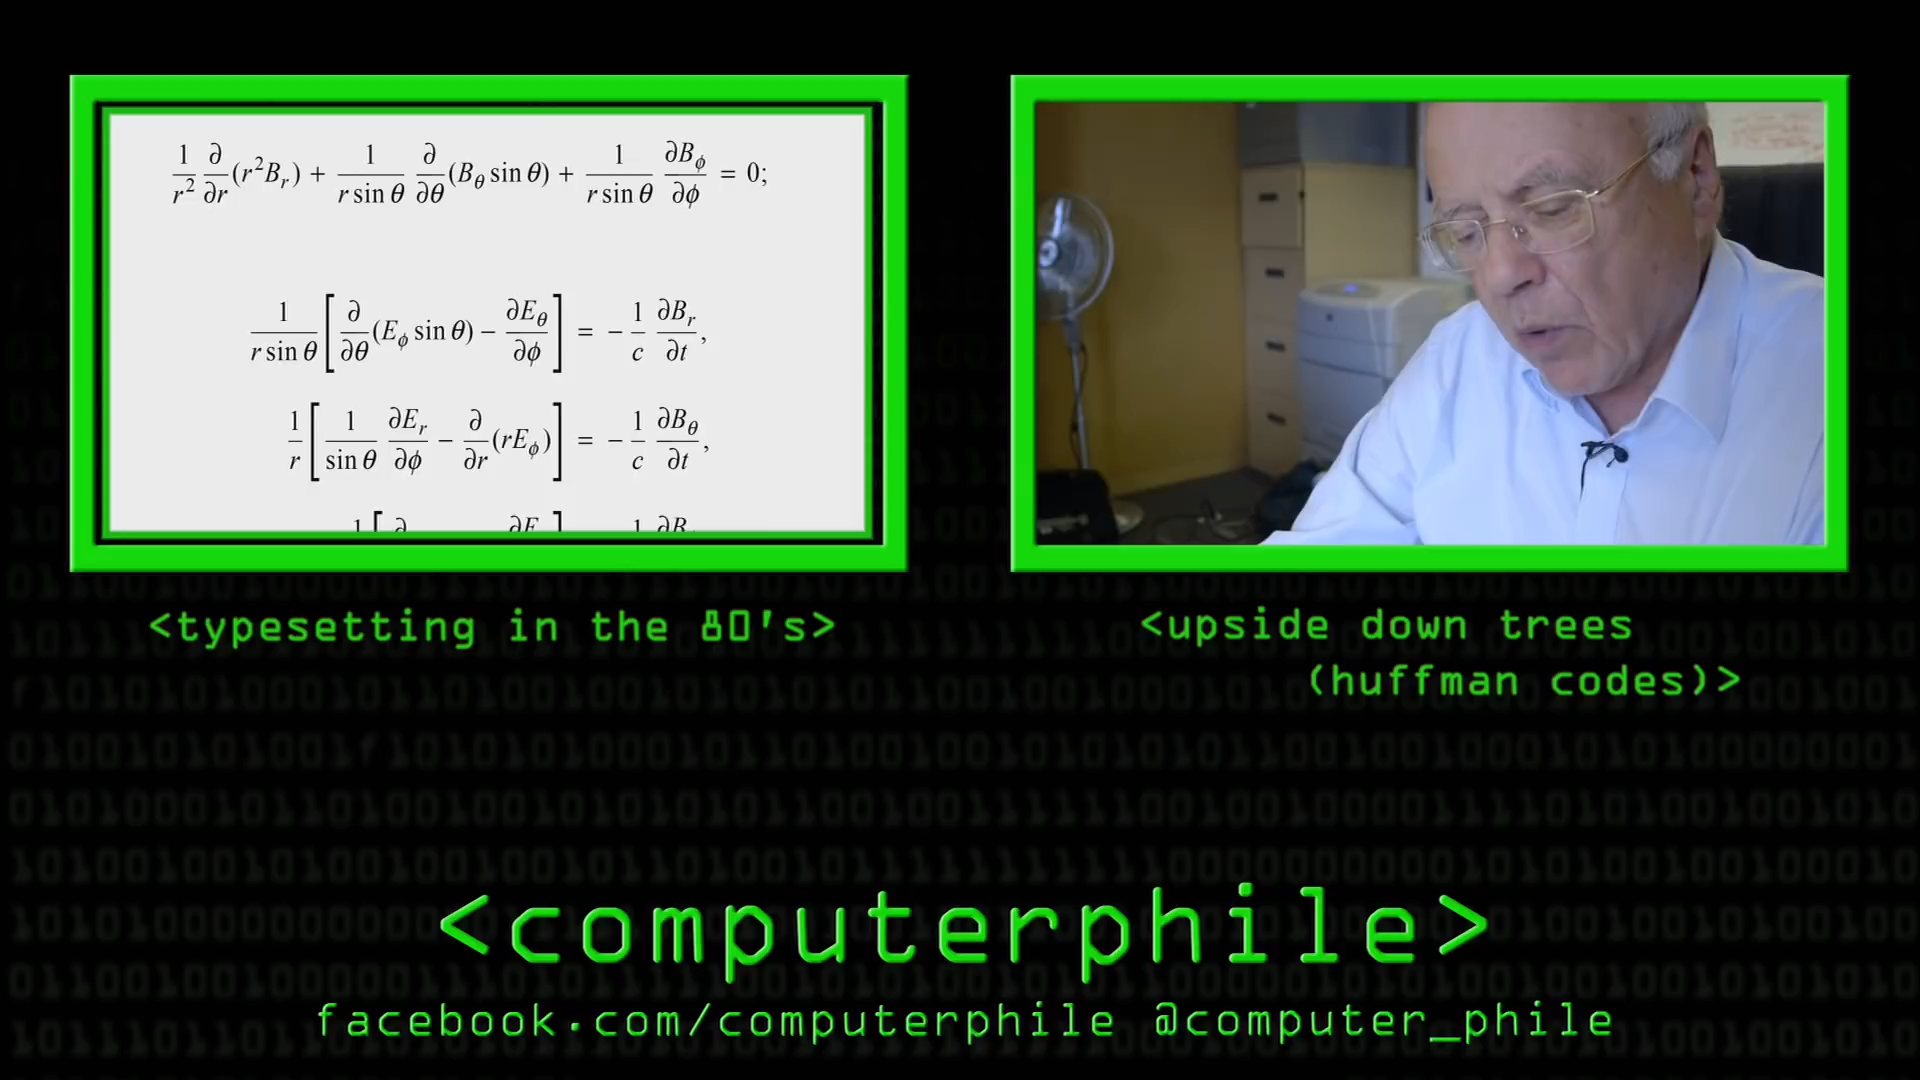 1/r² ∂/∂r (r²B_r) + 1/(r sin θ) ∂/∂θ (B_θ sin θ) + 1/(r sin θ) ∂B_ϕ/∂ϕ = 0;
1/(r sin θ) [∂/∂θ (E_ϕ sin θ) − ∂E_θ/∂ϕ] = − 1/c ∂B_r/∂t,
1/r [1/sin θ ∂E_r/∂ϕ − ∂/∂r (rE_ϕ)] = − 1/c ∂B_θ/∂t,
<typesetting in the 80's>
<upside down trees
(huffman codes)>
<computerphile>
facebook.com/computerphile @computer_phile